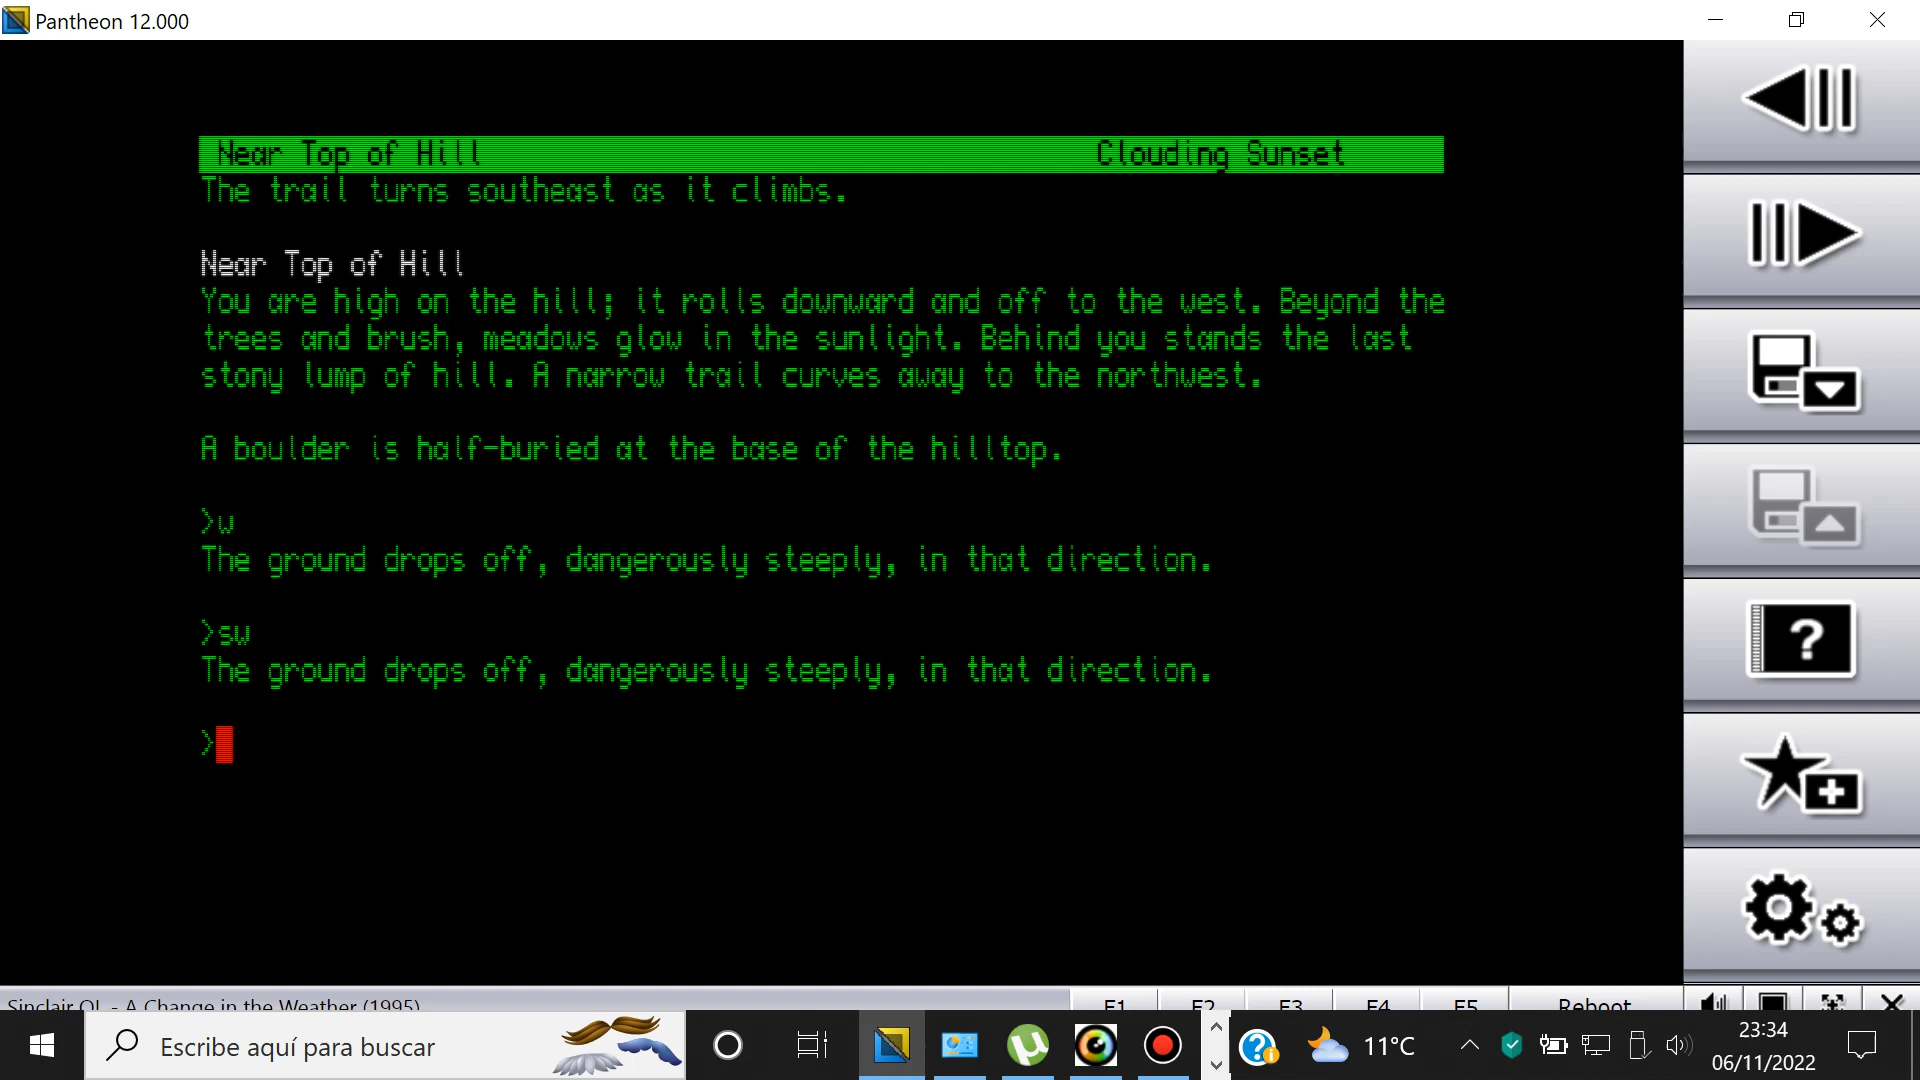 Pantheon 12.000
Near Top of Hill Clouding Sunset
The trail turns southeast as it climbs.
Near Top of Hill
You are high on the hill; it rolls downward and off to the west. Beyond the
trees and brush, meadows glow in the sunlight. Behind you stands the last
stony lump of hill. A narrow trail curves away to the northwest.
A boulder is half-buried at the base of the hilltop.
>w
The ground drops off, dangerously steeply, in that direction.
>sw
The ground drops off, dangerously steeply, in that direction.
>
?
Sinclair QL - A Change in the Weather (1995) F1 F2 F3 F4 F5 Reboot
Escribe aquí para buscar
11°C
23:34
06/11/2022